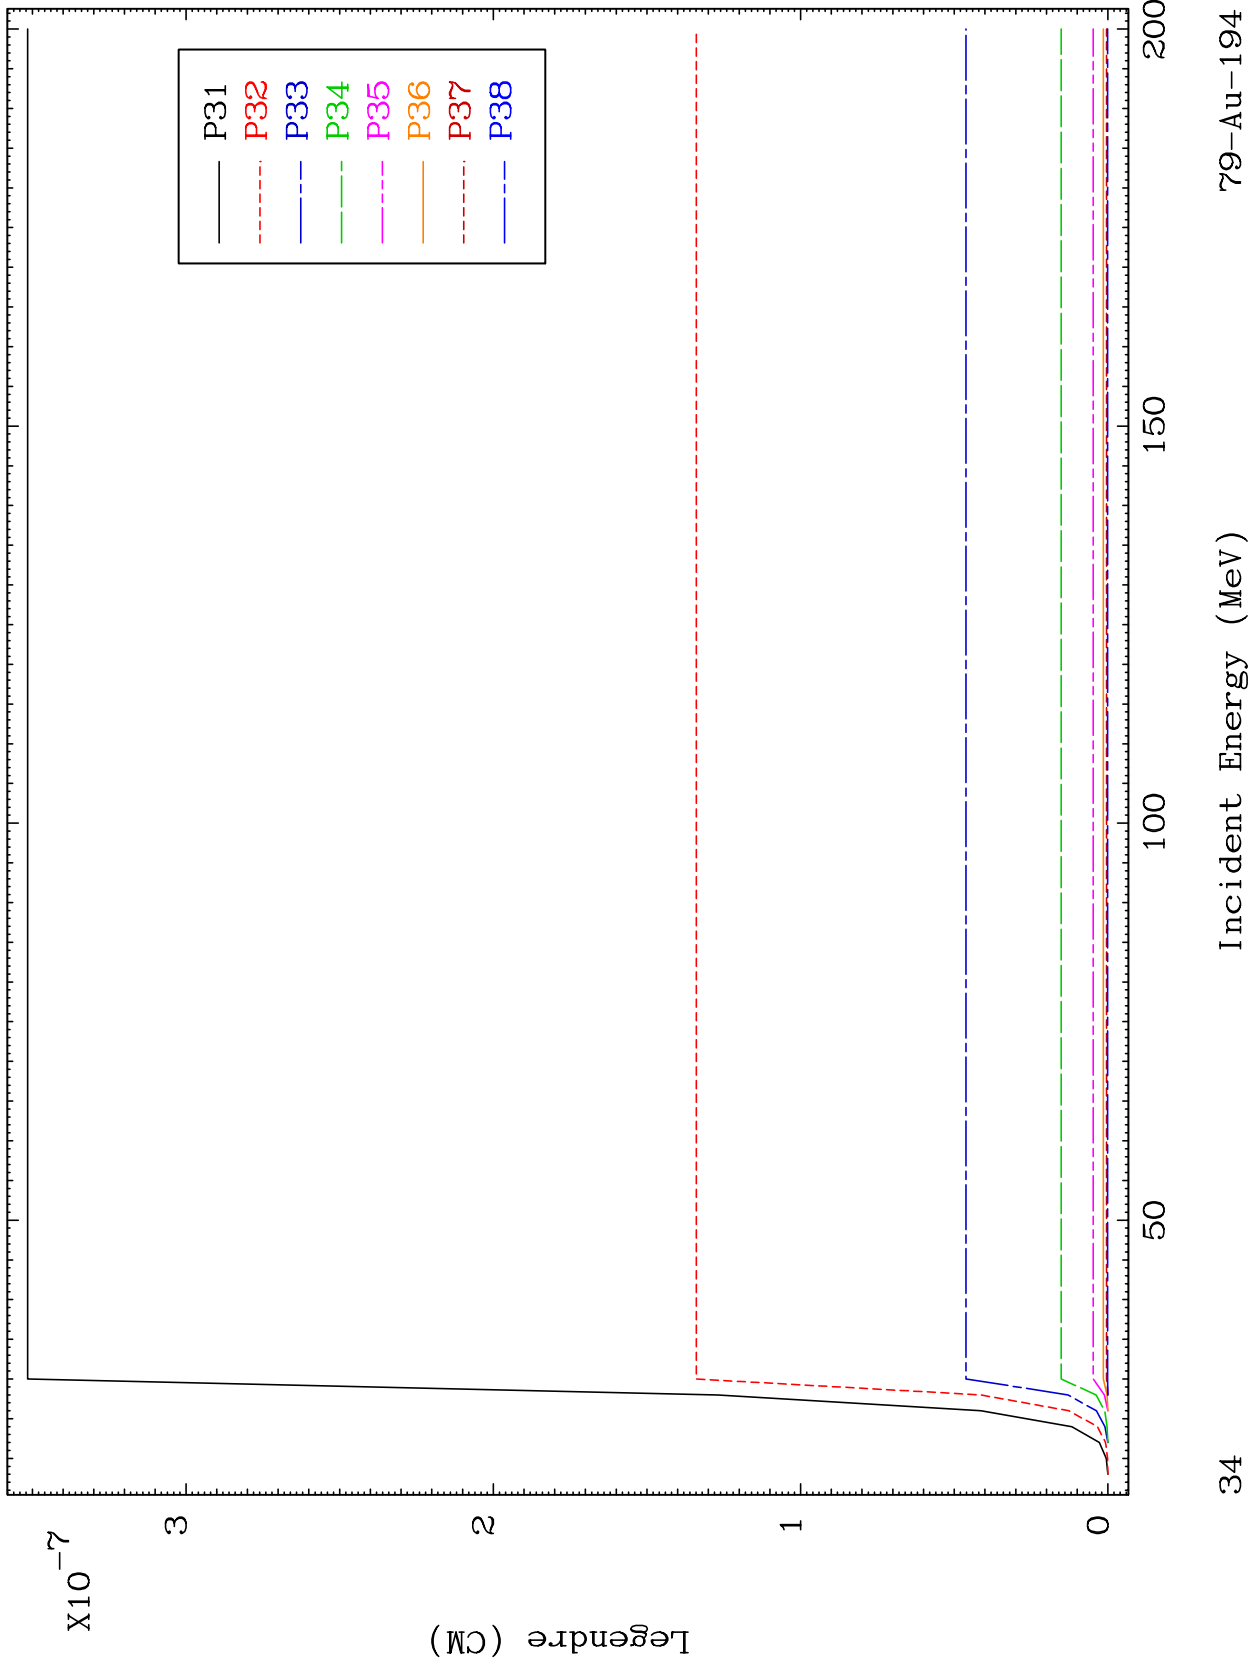 X10-7
3
2
1
0
Legendre (CM)
P31
P32
P33
P34
P35
P36
P37
P38
50
100
150
200
Incident Energy (MeV)
34
79-Au-194